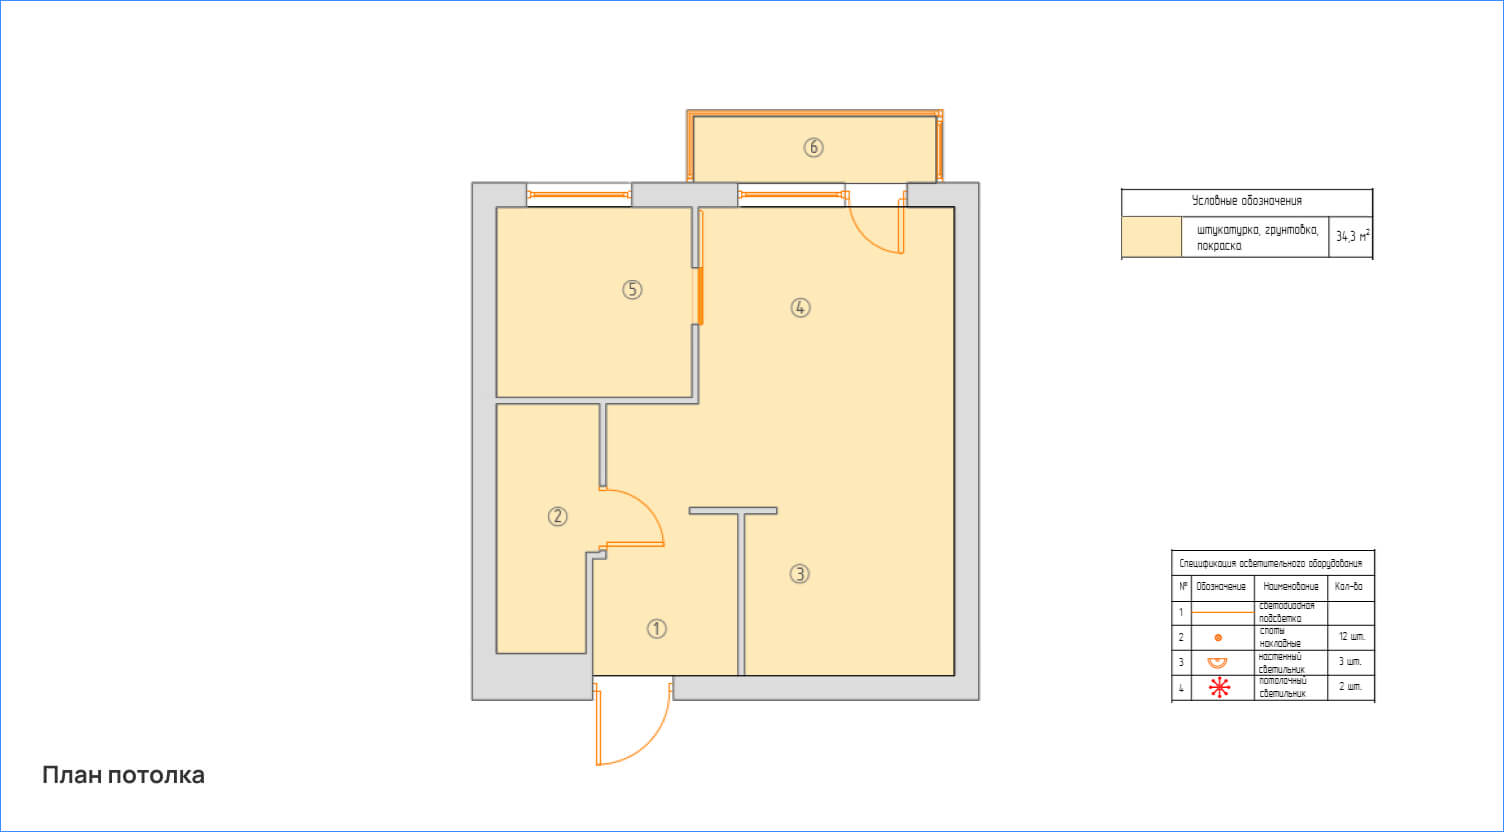 6
Условные обозначения
штукатурка, грунтовка,
покраска
34,3 м²
5
4
2
3
1
Спецификация осветительного оборудования
№ Обозначение Наименование Кол-во
1 светодиодная
подсветка
2 споты
накладные 12 шт.
3 настенный
светильник 3 шт.
4 потолочный
светильник 2 шт.
План потолка